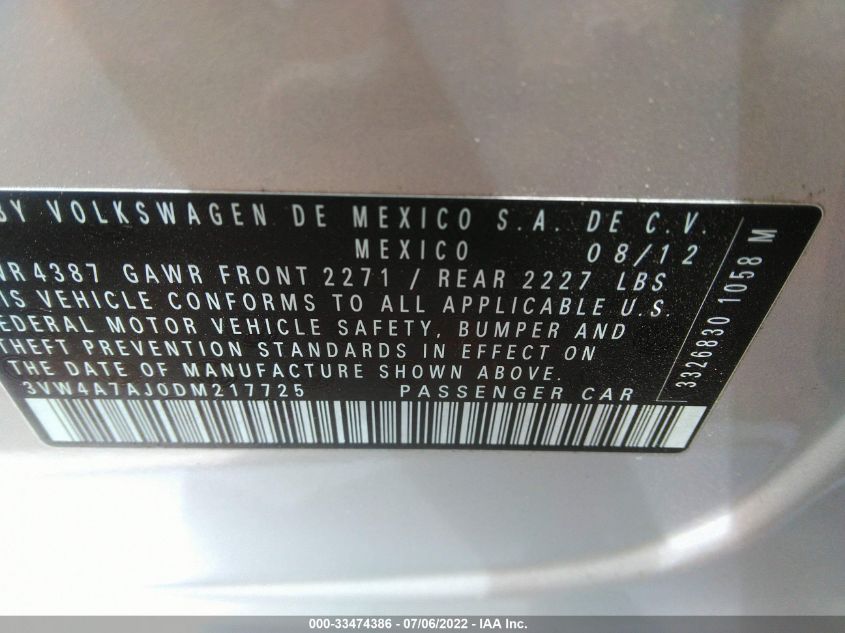 BY VOLKSWAGEN DE MEXICO S.A. DE C.V.
MEXICO 08/12
4387 GAWR FRONT 2271 / REAR 2227 LBS
IS VEHICLE CONFORMS TO ALL APPLICABLE U.S.
EDERAL MOTOR VEHICLE SAFETY, BUMPER AND
THEFT PREVENTION STANDARDS IN EFFECT ON
THE DATE OF MANUFACTURE SHOWN ABOVE.
3VW4A7AJ0DM217725 PASSENGER CAR
3326830 1058 M
000-33474386 - 07/06/2022 - IAA Inc.